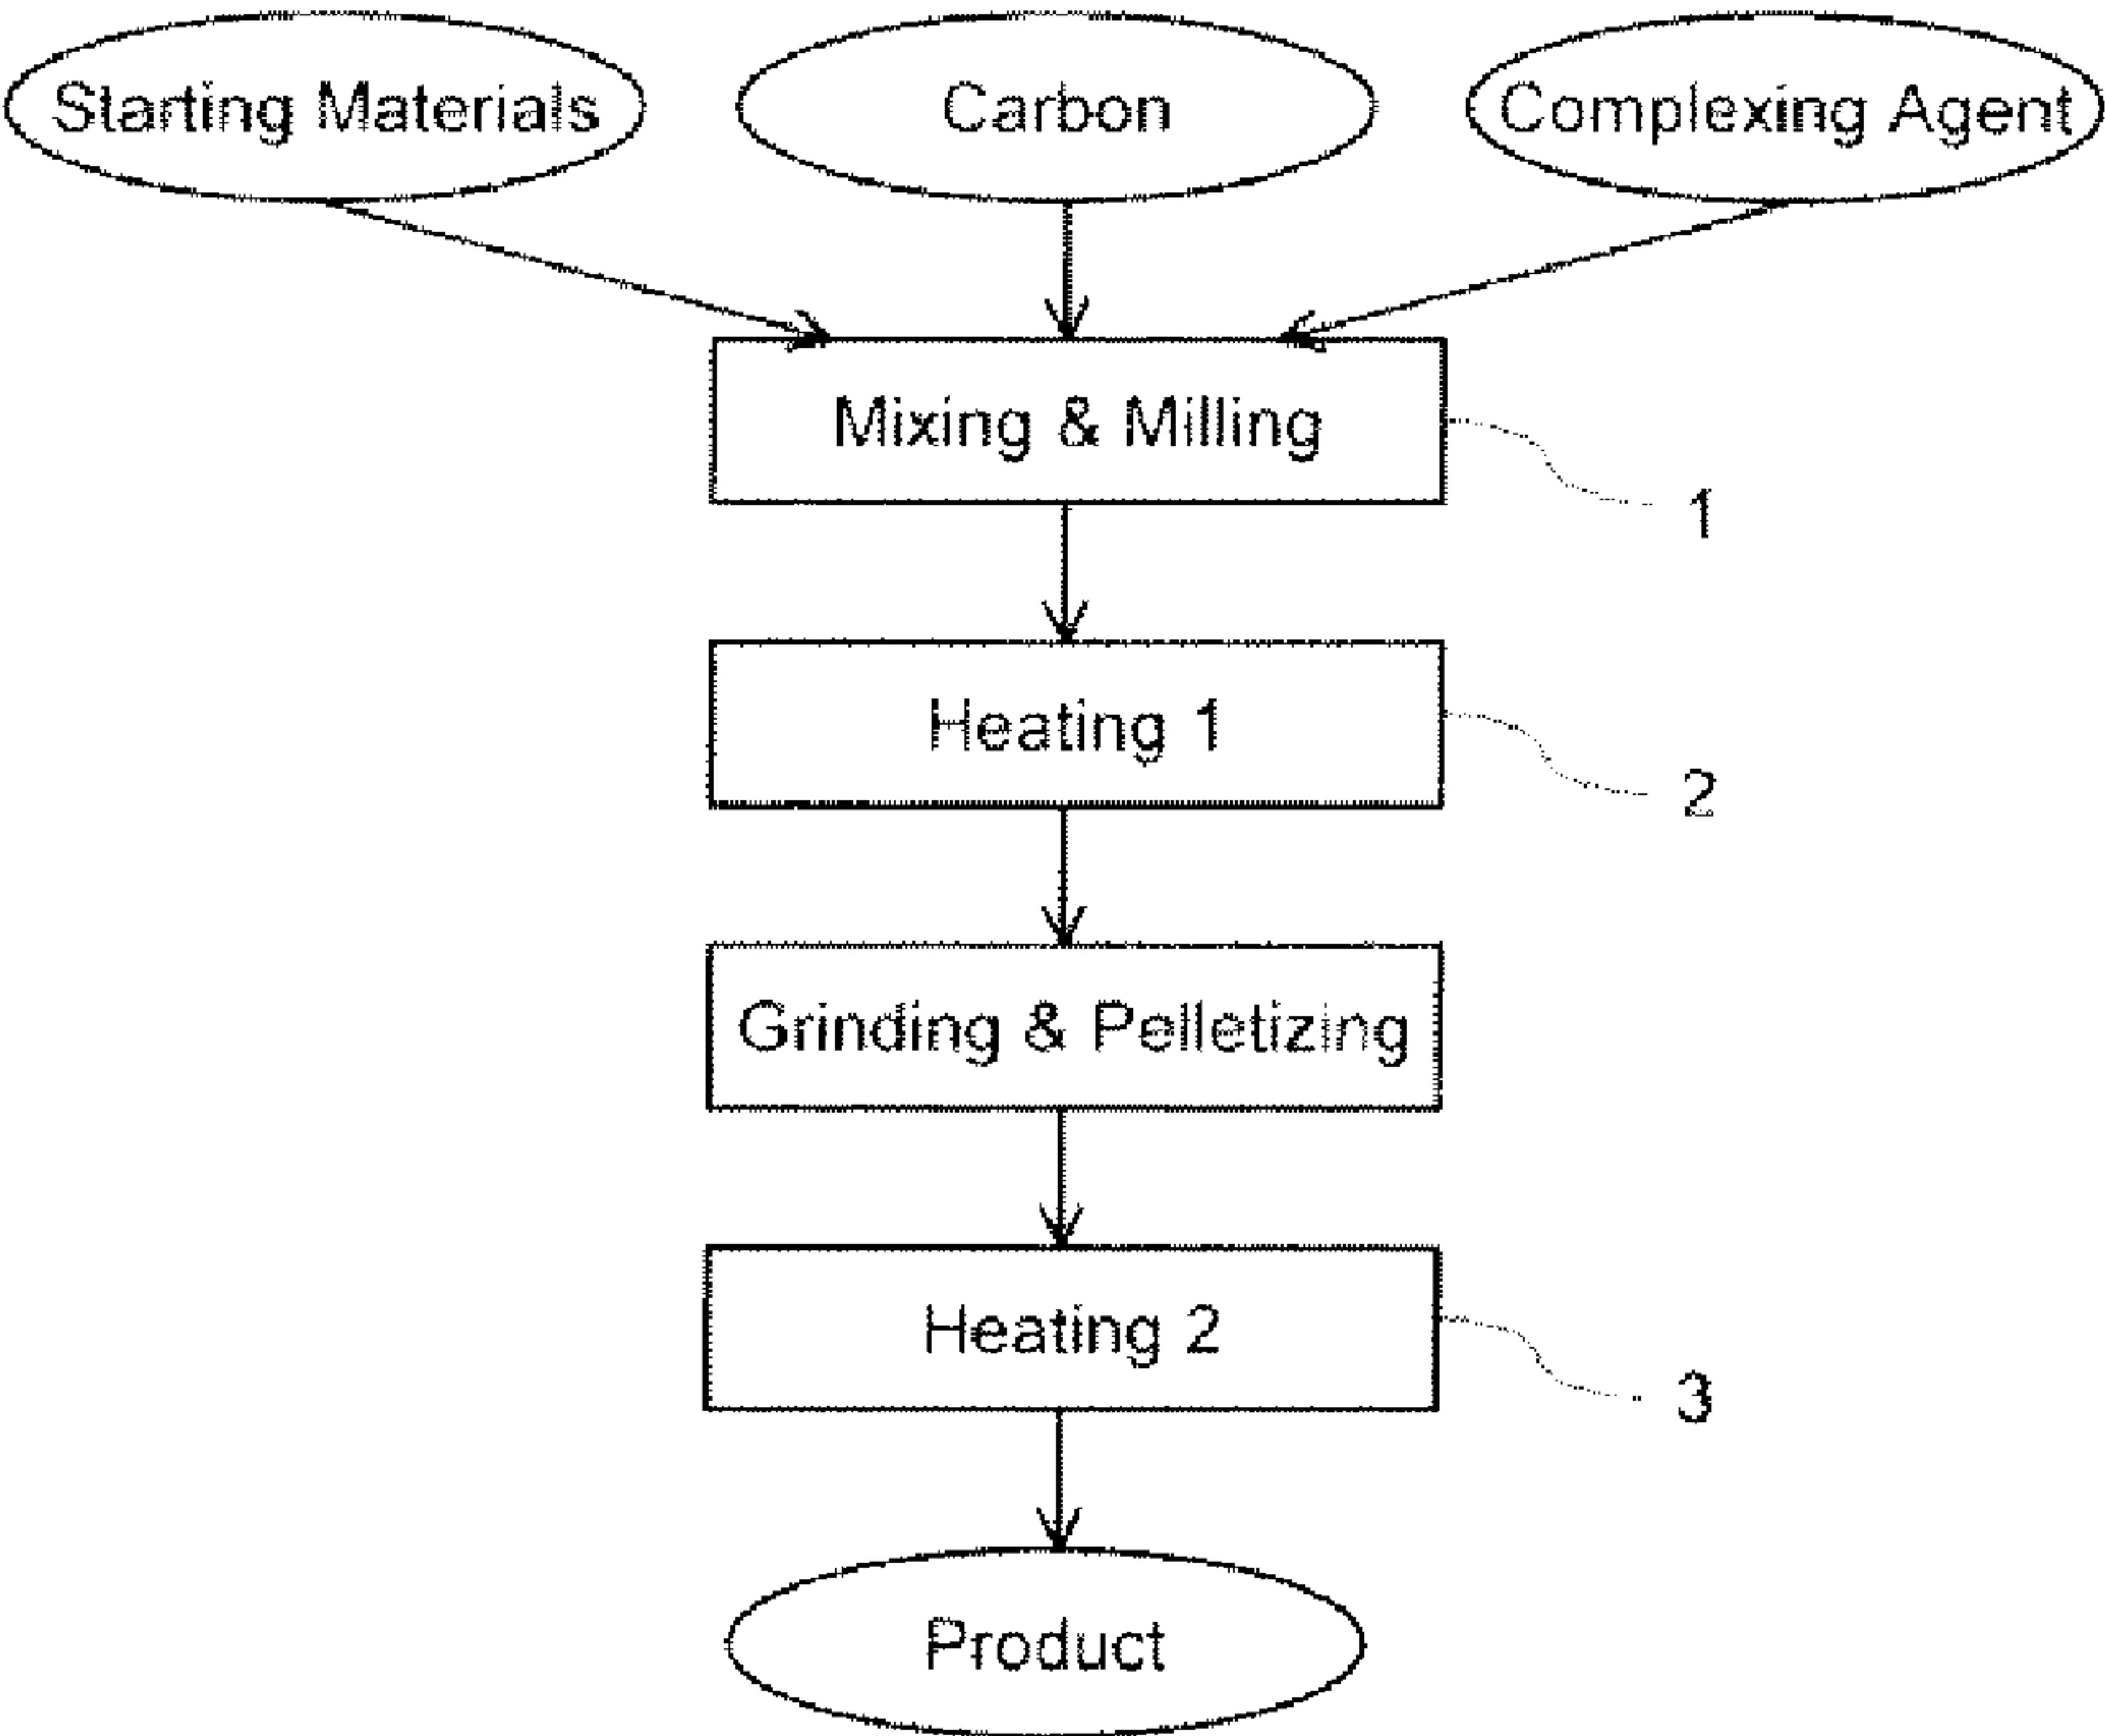 Starting Materials
Carbon
Complexing Agent
Mixing & Milling
1
Heating 1
2
Grinding & Pelletizing
Heating 2
3
Product